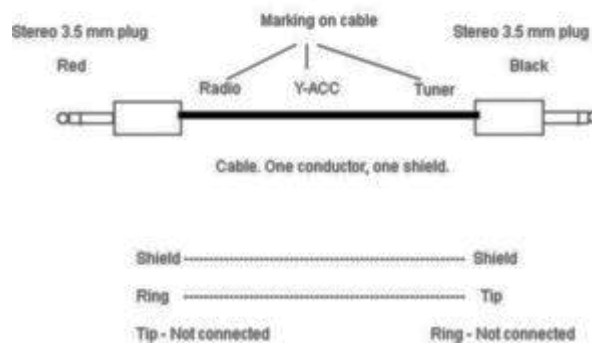 Marking on cable
Stereo 3.5 mm plug
Stereo 3.5 mm plug
Red
Black
Radio
Y-ACC
Tuner
Cable. One conductor, one shield.
Shield Shield
Ring Tip
Tip - Not connected Ring - Not connected